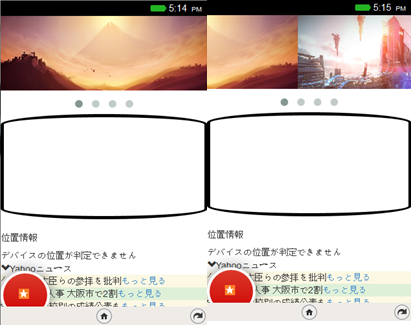 5:14 PM
位置情報
デバイスの位置が判定できません
Yahooニュース
臣らの参拝を批判もっと見る
人事 大阪市で2割もっと見る
もっと見る
5:15 PM
位置情報
デバイスの位置が判定できません
Yahooニュース
大臣らの参拝を批判もっと見る
人事 大阪市で2割もっと見る
もっと見る